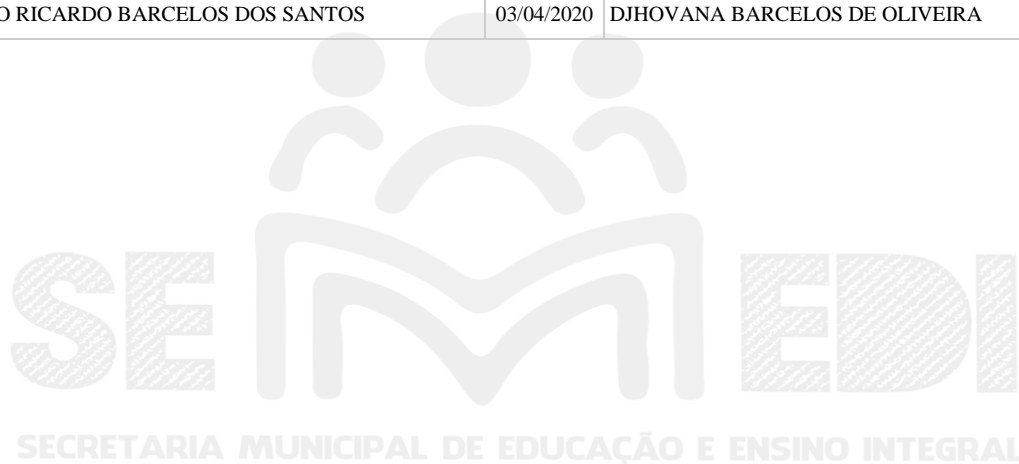 O RICARDO BARCELOS DOS SANTOS 03/04/2020 DJHOVANA BARCELOS DE OLIVEIRA
SE EDI
SECRETARIA MUNICIPAL DE EDUCAÇÃO E ENSINO INTEGRAL